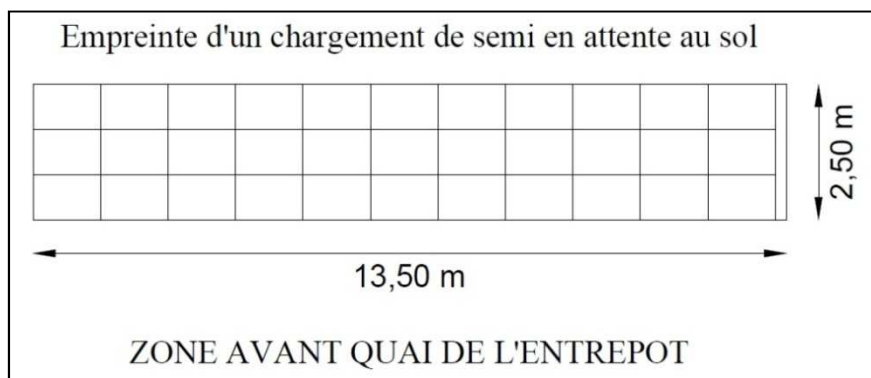 Empreinte d'un chargement de semi en attente au sol
2,50 m
13,50 m
ZONE AVANT QUAI DE L'ENTREPOT